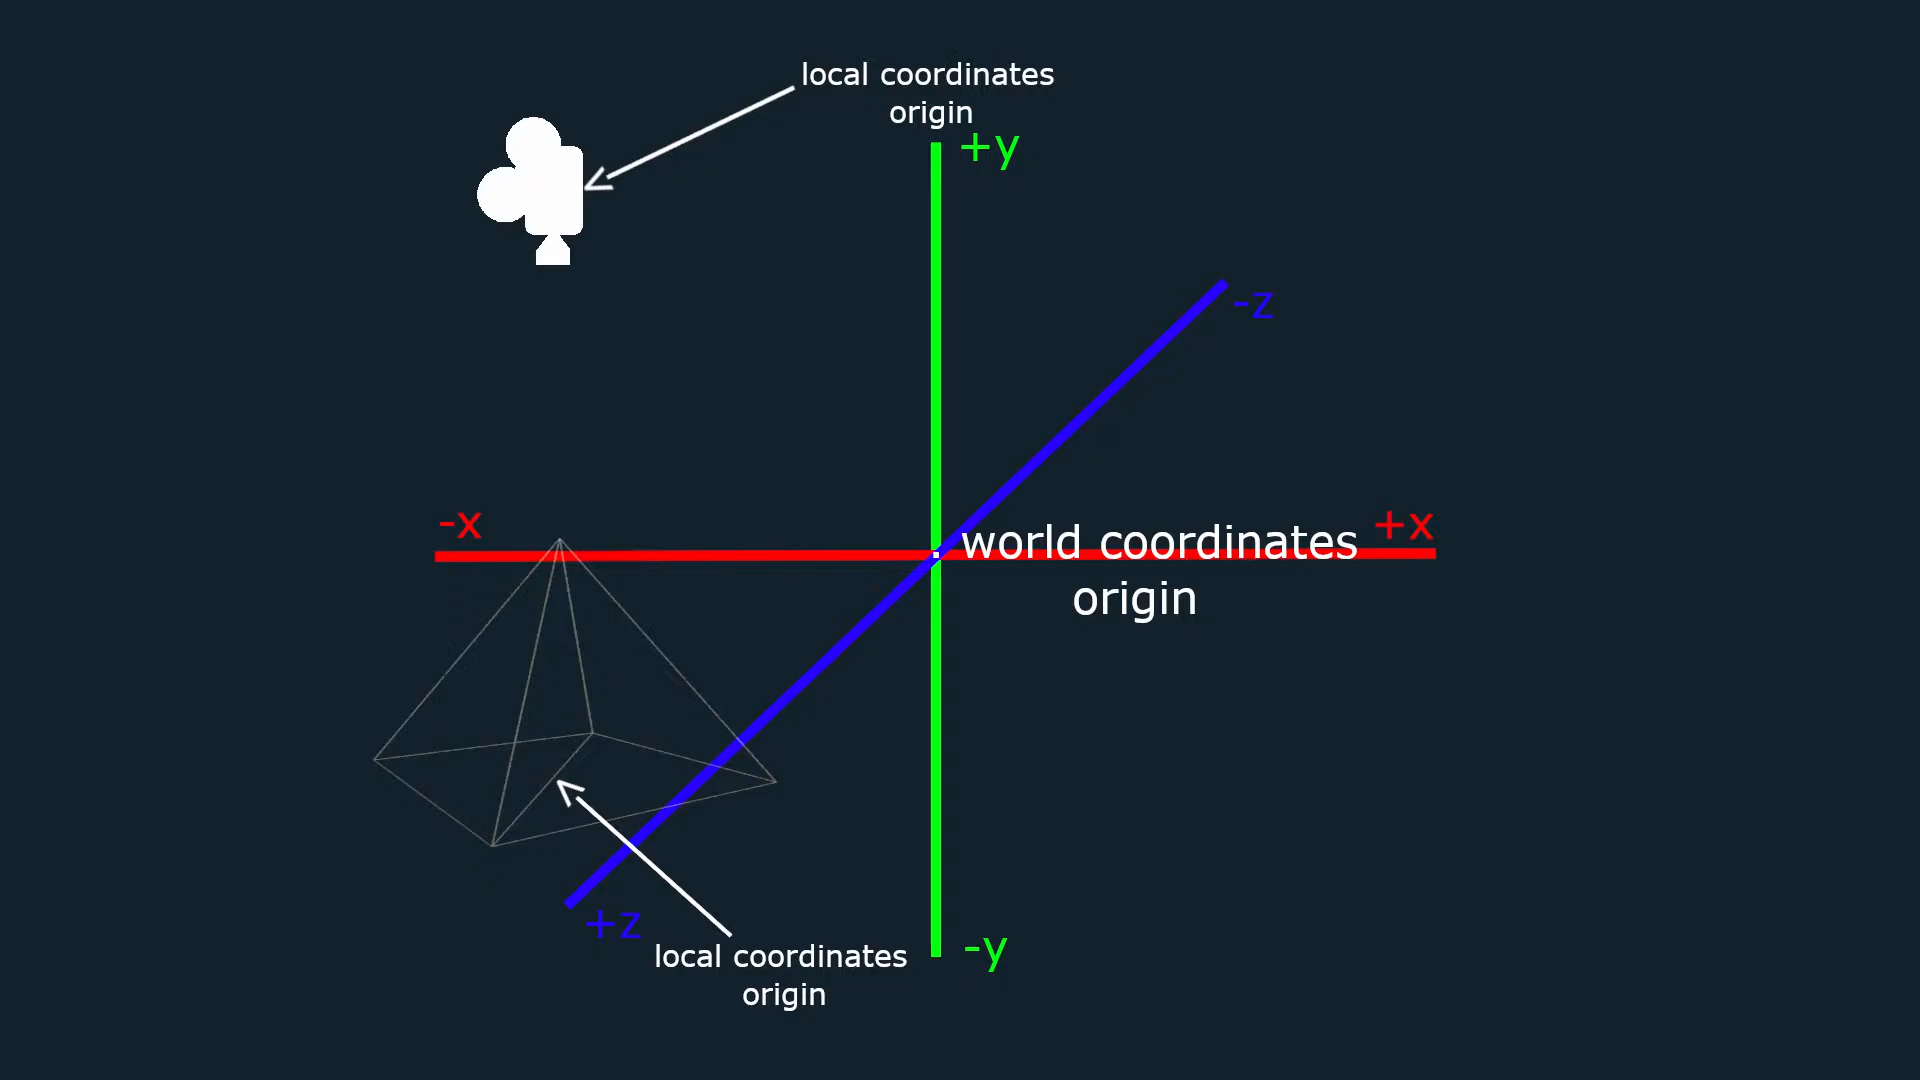 local coordinates
origin
+y
-z
-x
+x
world coordinates
origin
+z
-y
local coordinates
origin